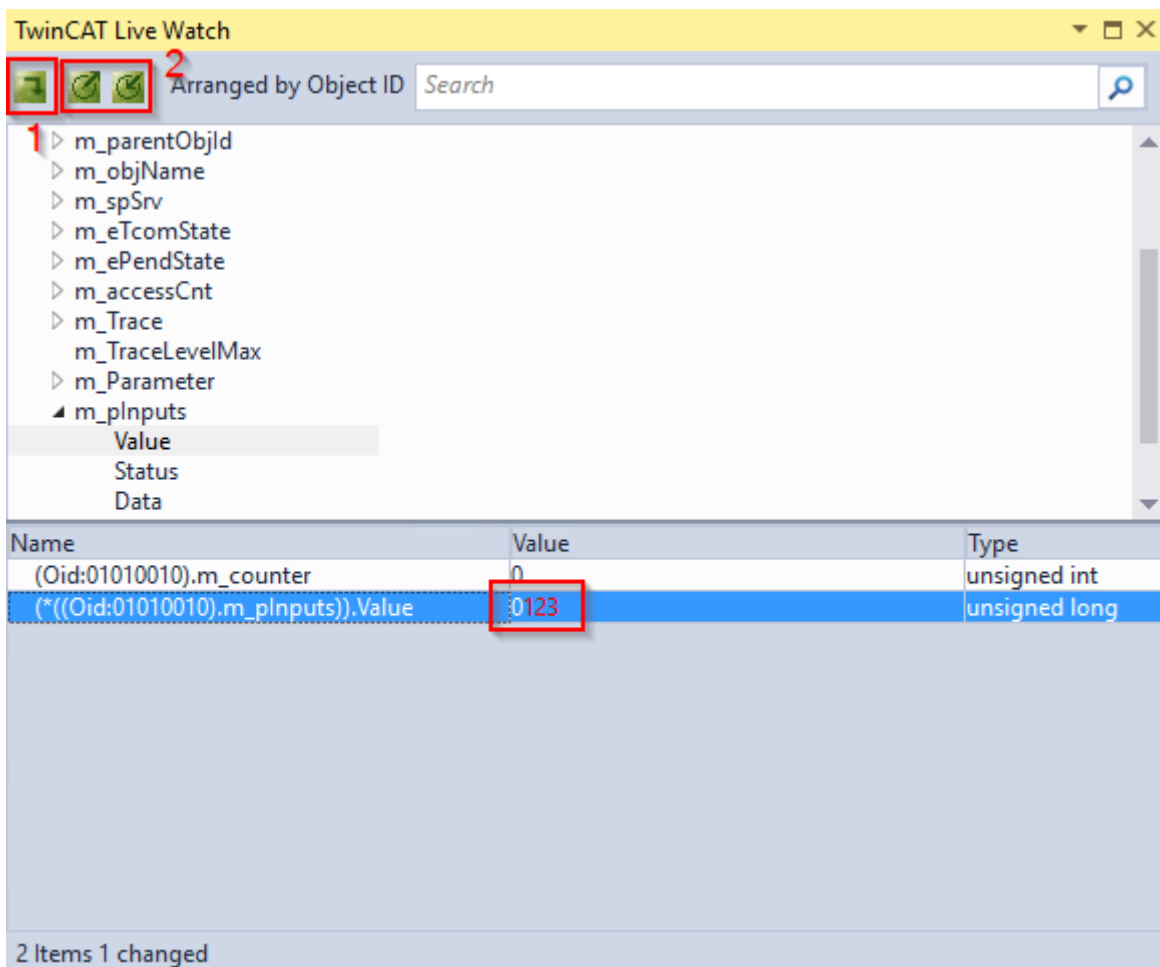 TwinCAT Live Watch
2
Arranged by Object ID Search
1
m_parentObjId
m_objName
m_spSrv
m_eTcomState
m_ePendState
m_accessCnt
m_Trace
m_TraceLevelMax
m_Parameter
m_pInputs
Value
Status
Data
Name Value Type
(Oid:01010010).m_counter 0 unsigned int
(*((Oid:01010010).m_pInputs)).Value 0123 unsigned long
2 Items 1 changed